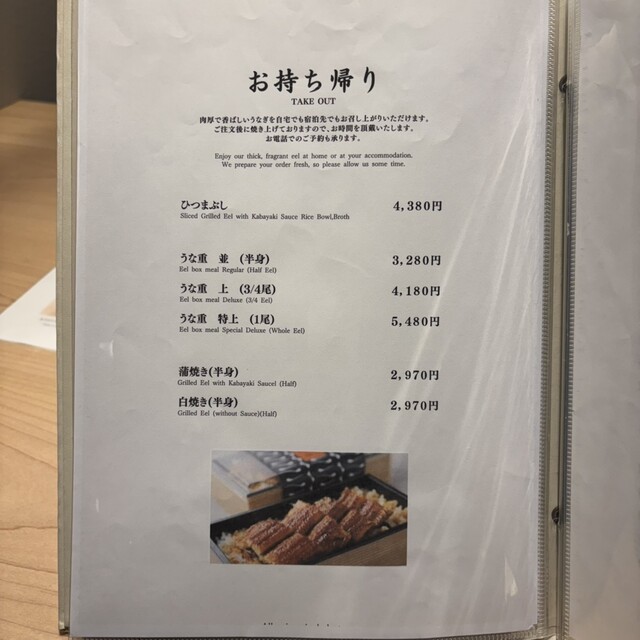 お持ち帰り
TAKE OUT
肉厚で香ばしいうなぎを自宅でも宿泊先でもお召し上がりいただけます。
ご注文後に焼き上げておりますので、お時間を頂戴いたします。
お電話でのご予約も承ります。
Enjoy our thick, fragrant eel at home or at your accommodation.
We prepare your order fresh, so please allow us some time.
ひつまぶし 4,380円
Sliced Grilled Eel with Kabayaki Sauce Rice Bowl,Broth
うな重 並 (半身) 3,280円
Eel box meal Regular (Half Eel)
うな重 上 (3/4尾) 4,180円
Eel box meal Deluxe (3/4 Eel)
うな重 特上 (1尾) 5,480円
Eel box meal Special Deluxe (Whole Eel)
蒲焼き(半身) 2,970円
Grilled Eel with Kabayaki Saucel (Half)
白焼き(半身) 2,970円
Grilled Eel (without Sauce)(Half)